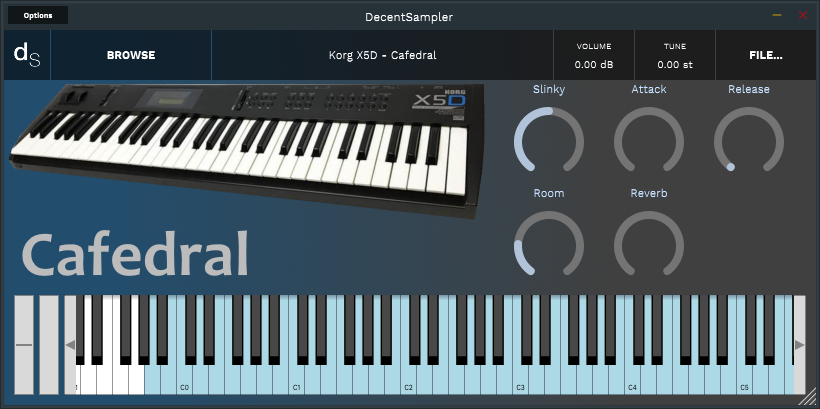 Options
DecentSampler
dS
BROWSE
Korg X5D - Cafedral
VOLUME
0.00 dB
TUNE
0.00 st
FILE...
Slinky
Attack
Release
KORG
X5D
Room
Reverb
Cafedral
C0
C1
C2
C3
C4
C5